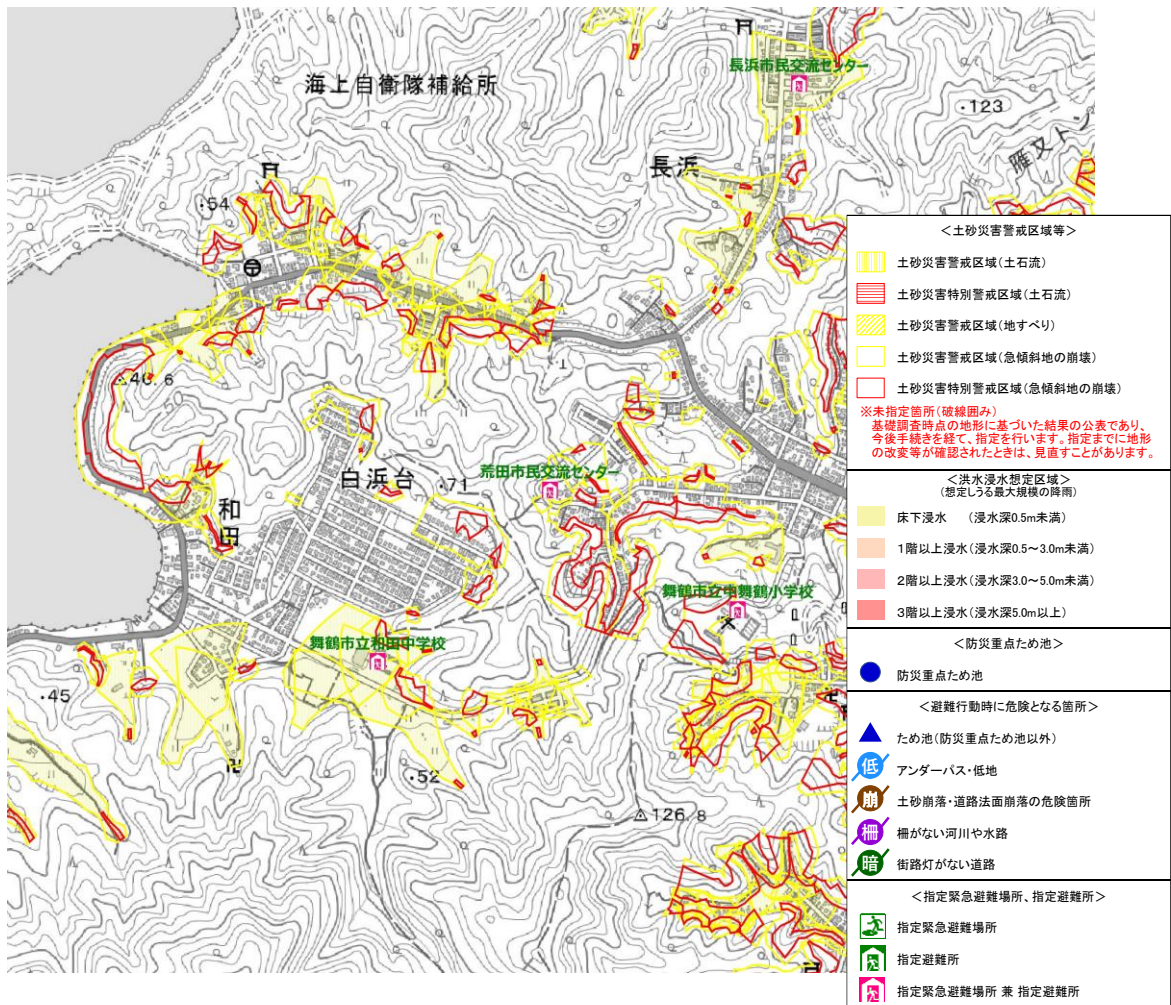 海上自衛隊補給所
長浜市民交流センター
・123
雁又トン
長浜
・54
46.6
荒田市民交流センター
白浜台
・71
和田
舞鶴市立中舞鶴小学校
舞鶴市立和田中学校
・45
・52
126.8
＜土砂災害警戒区域等＞
土砂災害警戒区域(土石流)
土砂災害特別警戒区域(土石流)
土砂災害警戒区域(地すべり)
土砂災害警戒区域(急傾斜地の崩壊)
土砂災害特別警戒区域(急傾斜地の崩壊)
※未指定箇所(破線囲み)
基礎調査時点の地形に基づいた結果の公表であり、
今後手続きを経て、指定を行います。指定までに地形
の改変等が確認されたときは、見直すことがあります。
＜洪水浸水想定区域＞
(想定しうる最大規模の降雨)
床下浸水　(浸水深0.5m未満)
1階以上浸水(浸水深0.5～3.0m未満)
2階以上浸水(浸水深3.0～5.0m未満)
3階以上浸水(浸水深5.0m以上)
＜防災重点ため池＞
防災重点ため池
＜避難行動時に危険となる箇所＞
ため池(防災重点ため池以外)
低 アンダーパス・低地
崩 土砂崩落・道路法面崩落の危険箇所
柵 柵がない河川や水路
暗 街路灯がない道路
＜指定緊急避難場所、指定避難所＞
指定緊急避難場所
指定避難所
指定緊急避難場所 兼 指定避難所